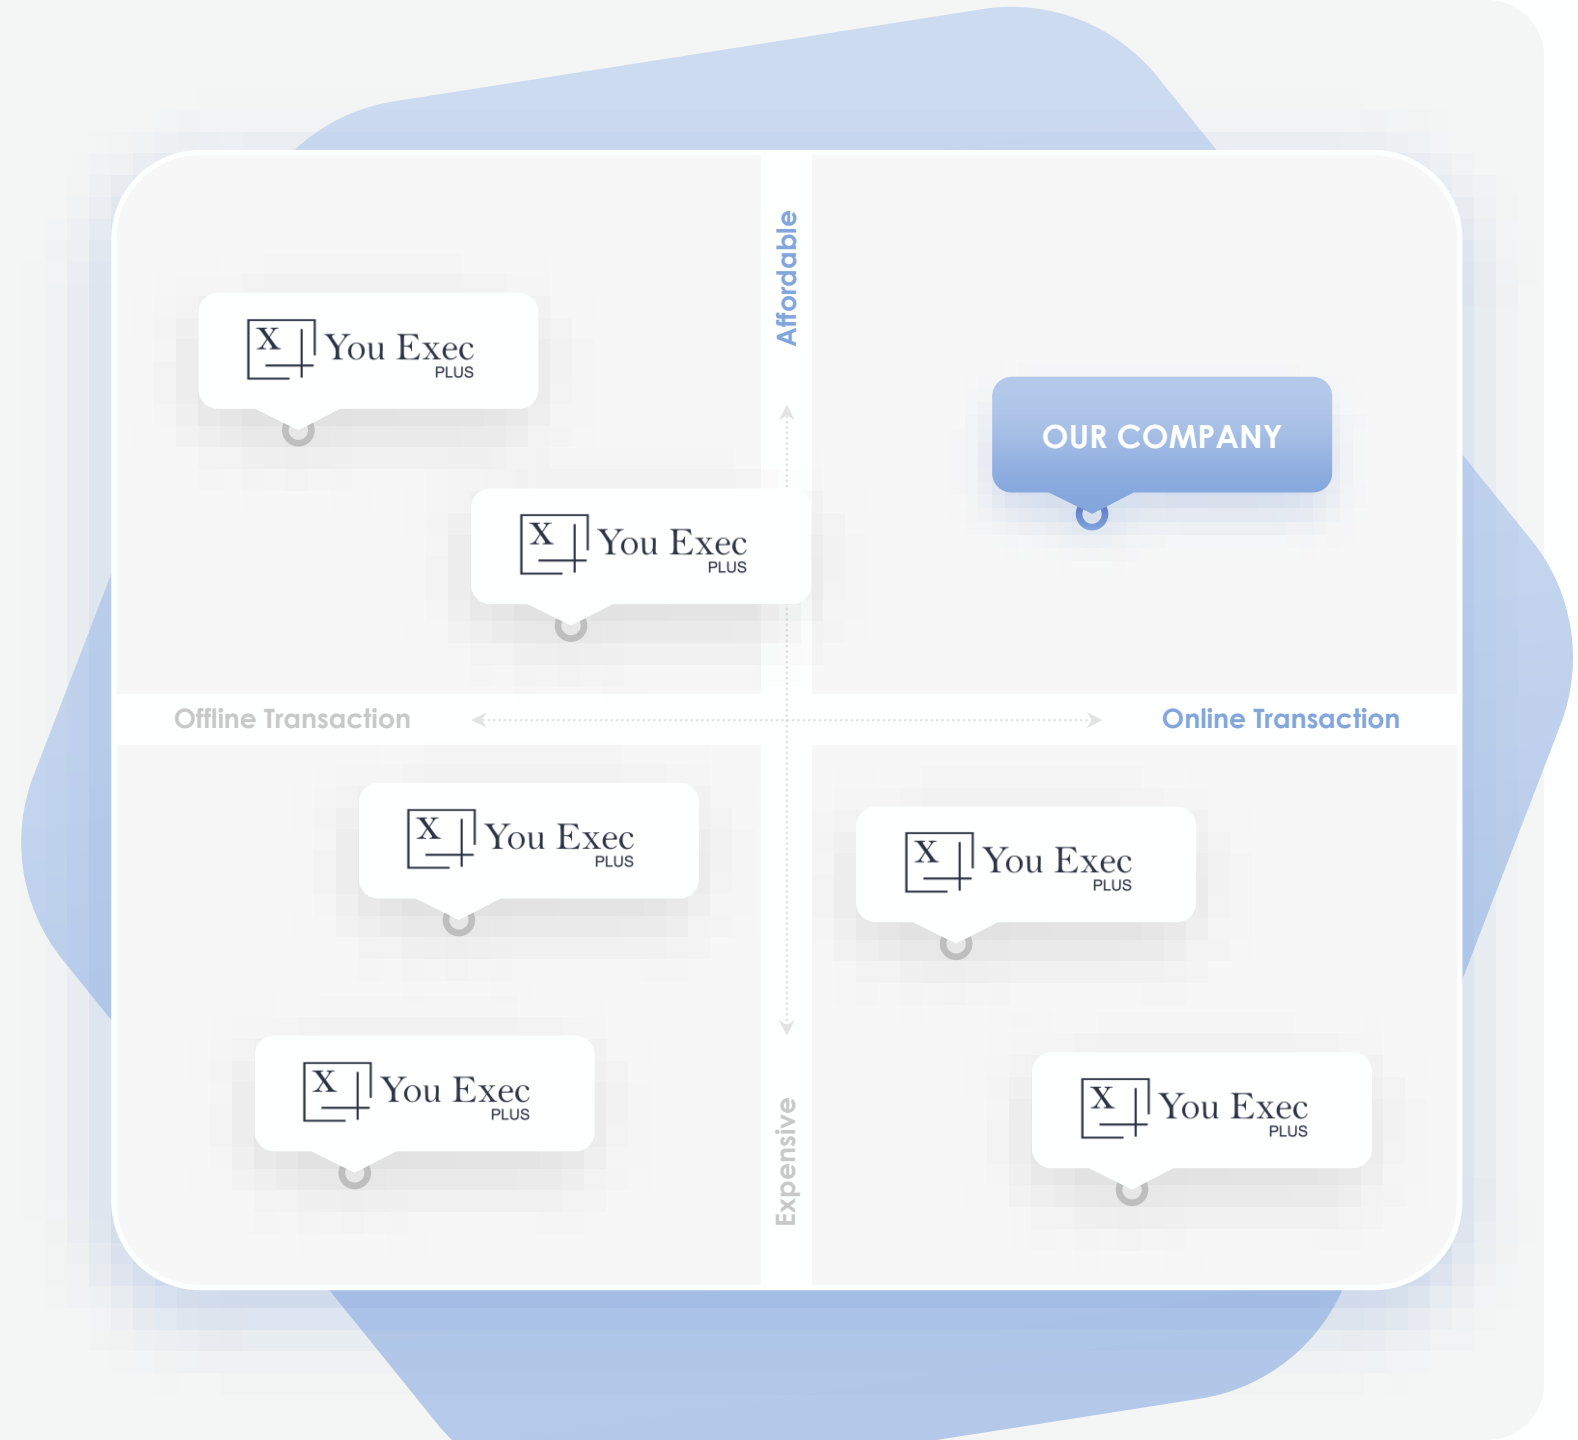 Affordable
X
You Exec
PLUS
OUR COMPANY
X
You Exec
PLUS
Offline Transaction
Online Transaction
X
You Exec
PLUS
X
You Exec
PLUS
X
You Exec
PLUS
X
You Exec
PLUS
Expensive